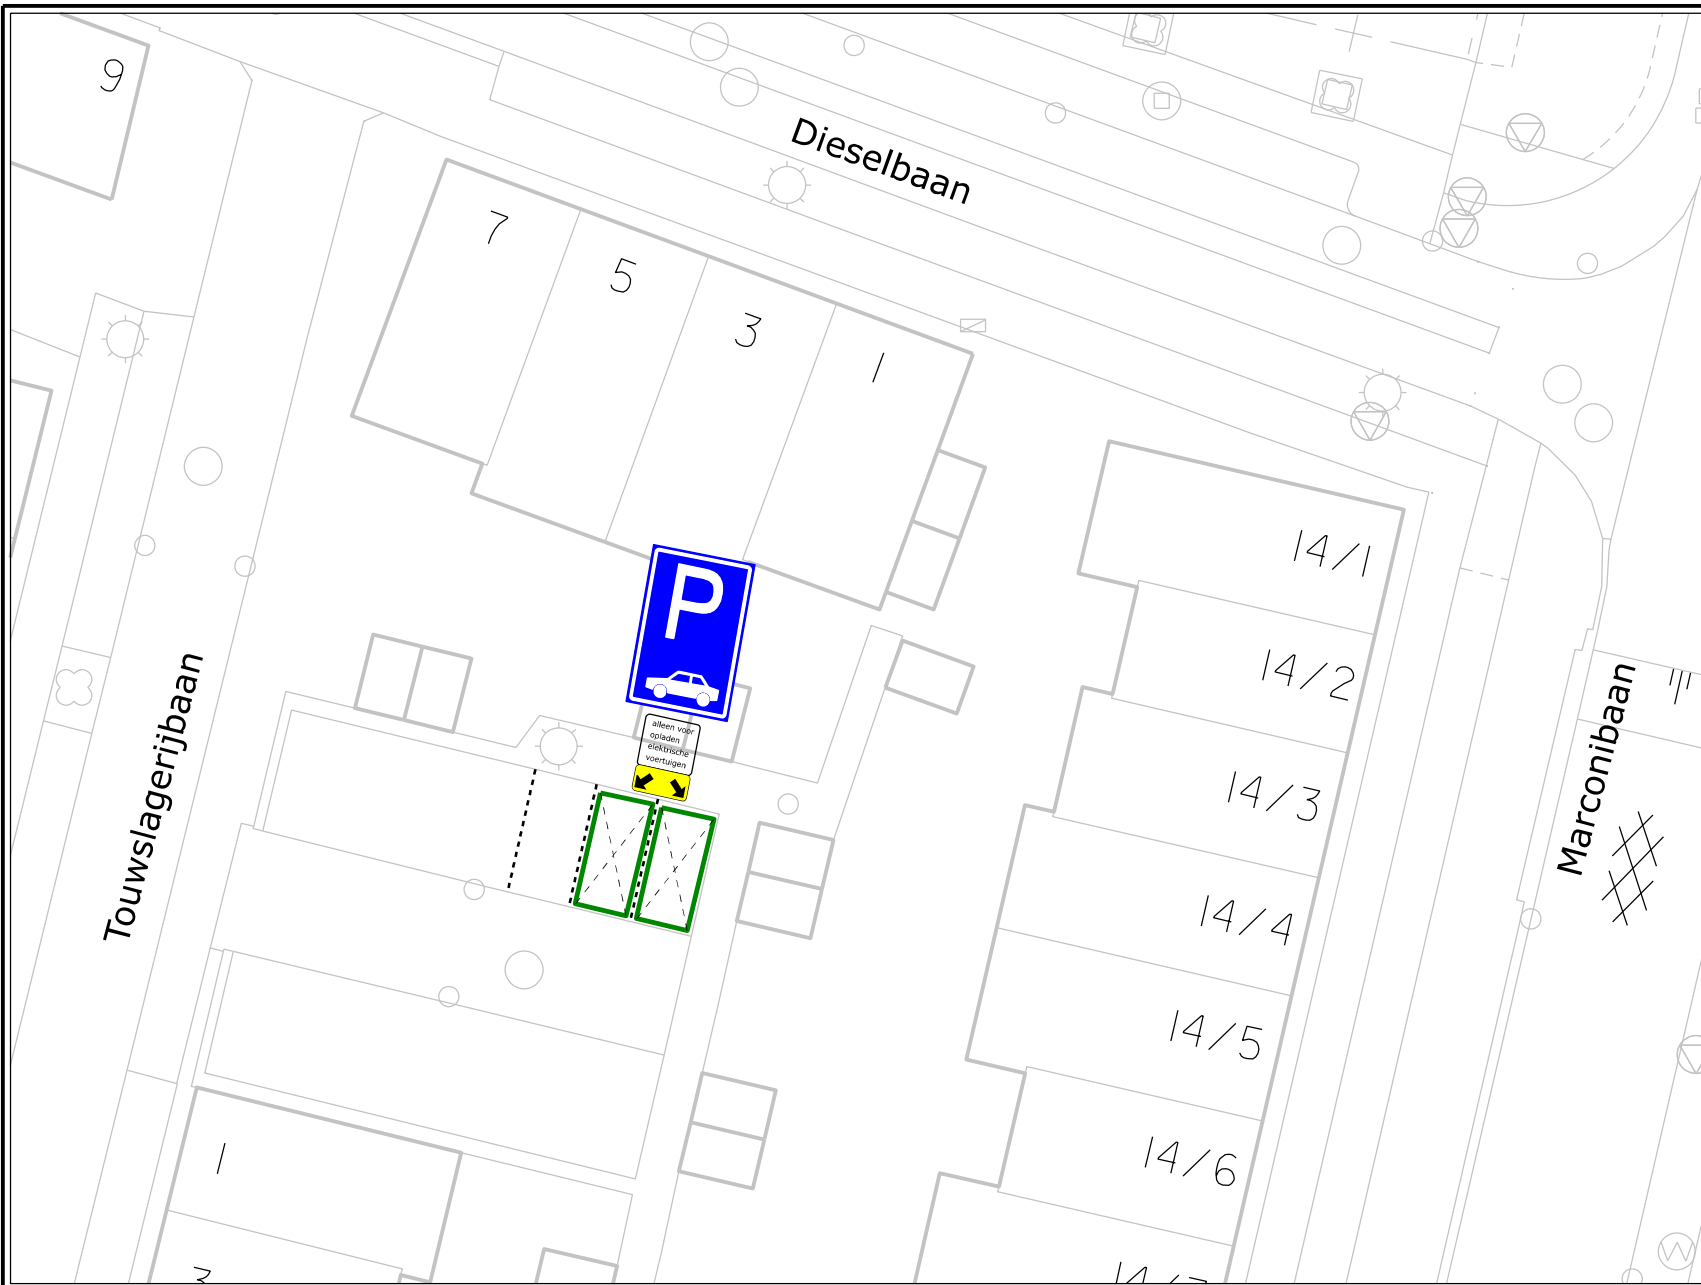 9
Dieselbaan
7
5
3
1
14/1
14/2
14/3
14/4
14/5
14/6
P
alleen voor
opladen
elektrische
voertuigen
Touwslagerijbaan
Marconibaan
1
3
W